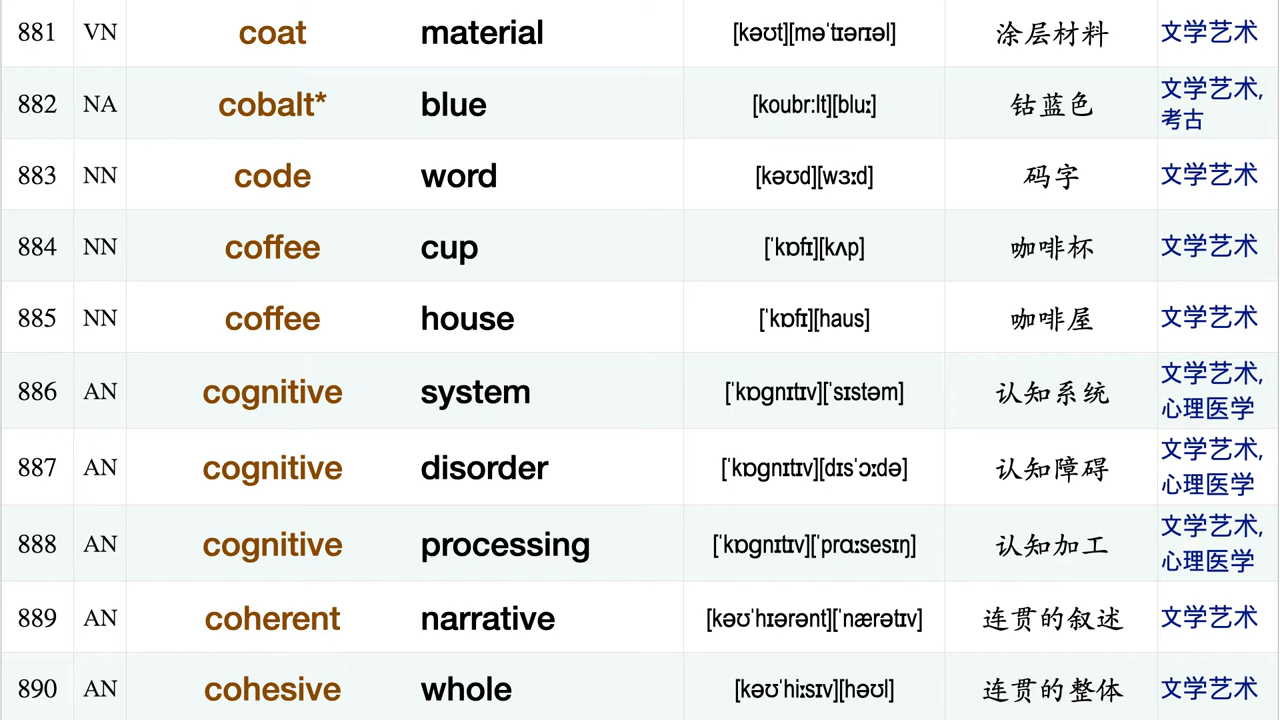 881 VN coat material [kəʊt][məˈtɪərɪəl] 涂层材料 文学艺术
882 NA cobalt* blue [koubr:lt][bluː] 钴蓝色 文学艺术,
考古
883 NN code word [kəʊd][wɜːd] 码字 文学艺术
884 NN coffee cup [ˈkɒfɪ][kʌp] 咖啡杯 文学艺术
885 NN coffee house [ˈkɒfɪ][haus] 咖啡屋 文学艺术
886 AN cognitive system [ˈkɒgnɪtɪv][ˈsɪstəm] 认知系统 文学艺术,
心理医学
887 AN cognitive disorder [ˈkɒgnɪtɪv][dɪsˈɔːdə] 认知障碍 文学艺术,
心理医学
888 AN cognitive processing [ˈkɒgnɪtɪv][ˈprɑːsesɪŋ] 认知加工 文学艺术,
心理医学
889 AN coherent narrative [kəʊˈhɪərənt][ˈnærətɪv] 连贯的叙述 文学艺术
890 AN cohesive whole [kəʊˈhiːsɪv][həʊl] 连贯的整体 文学艺术